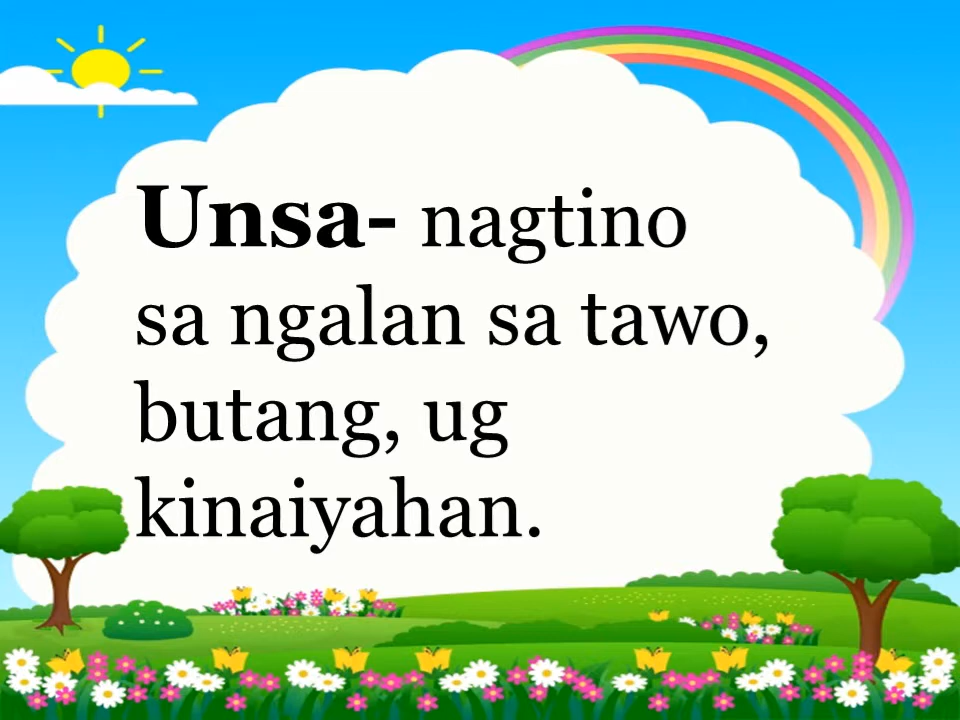 Unsa- nagtino
sa ngalan sa tawo,
butang, ug
kinaiyahan.